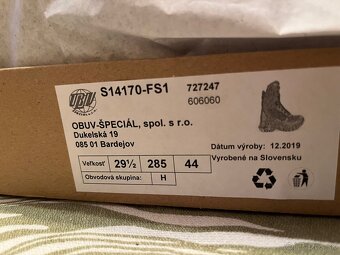 S14170-FS1
727247
606060
OBUV-ŠPECIÁL, spol. s r.o.
Dukelská 19
085 01 Bardejov
Dátum výroby: 12.2019
Vyrobené na Slovensku
Veľkosť 29½ 285 44
Obvodová skupina: H